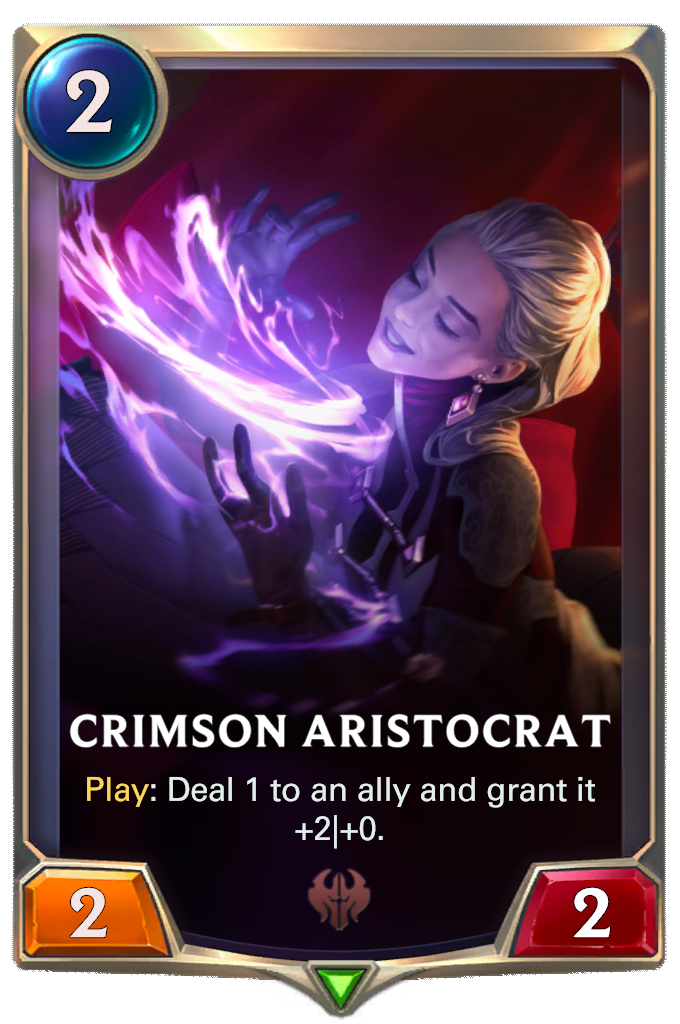 2
CRIMSON ARISTOCRAT
Play: Deal 1 to an ally and grant it
+2|+0.
2 2